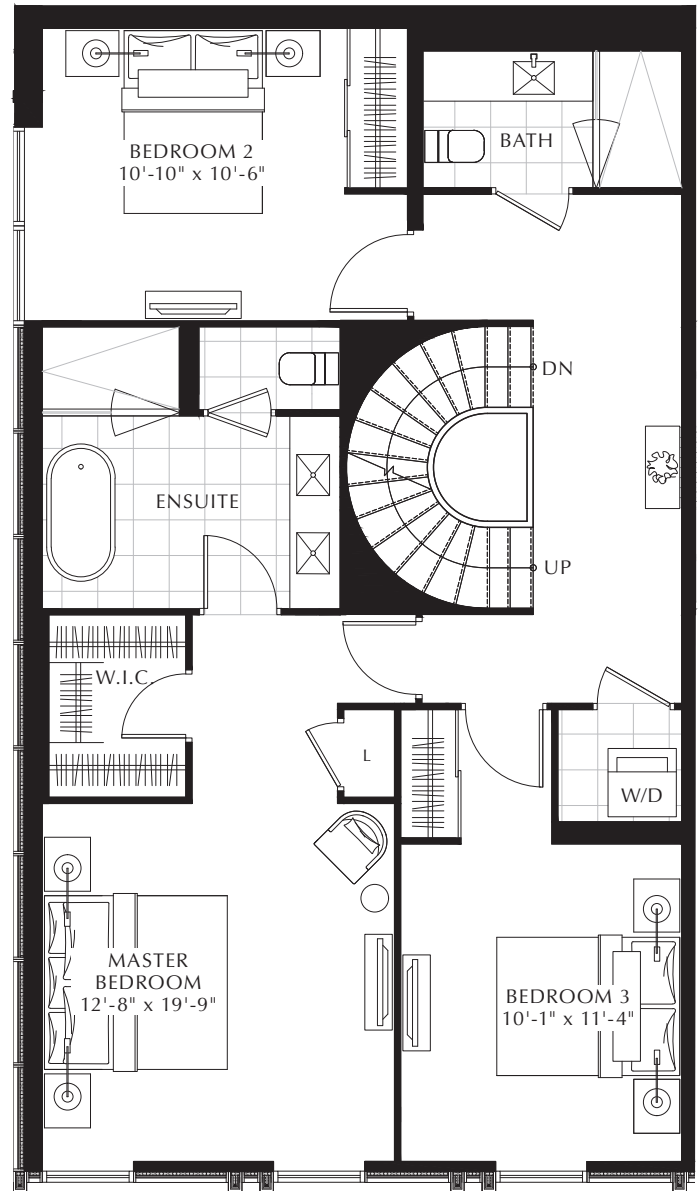 BEDROOM 2
10'-10" x 10'-6"
BATH
DN
ENSUITE
UP
W.I.C.
L
W/D
MASTER
BEDROOM
12'-8" x 19'-9"
BEDROOM 3
10'-1" x 11'-4"